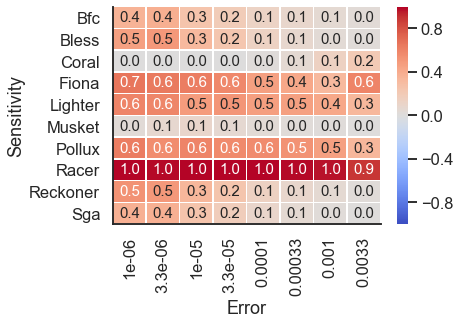 Sensitivity
Bfc 0.4 0.4 0.3 0.2 0.1 0.1 0.1 0.0
Bless 0.5 0.5 0.3 0.2 0.1 0.1 0.0 0.0
Coral 0.0 0.0 0.0 0.0 0.0 0.1 0.1 0.2
Fiona 0.7 0.6 0.6 0.6 0.5 0.4 0.3 0.6
Lighter 0.6 0.6 0.5 0.5 0.5 0.5 0.4 0.3
Musket 0.0 0.1 0.1 0.1 0.0 0.0 0.0 0.0
Pollux 0.6 0.6 0.6 0.6 0.6 0.5 0.5 0.3
Racer 1.0 1.0 1.0 1.0 1.0 1.0 1.0 0.9
Reckoner 0.5 0.5 0.3 0.2 0.1 0.1 0.1 0.0
Sga 0.4 0.4 0.3 0.2 0.1 0.1 0.0 0.0
1e-06 3.3e-06 1e-05 3.3e-05 0.0001 0.00033 0.001 0.0033
Error
0.8
0.4
0.0
−0.4
−0.8